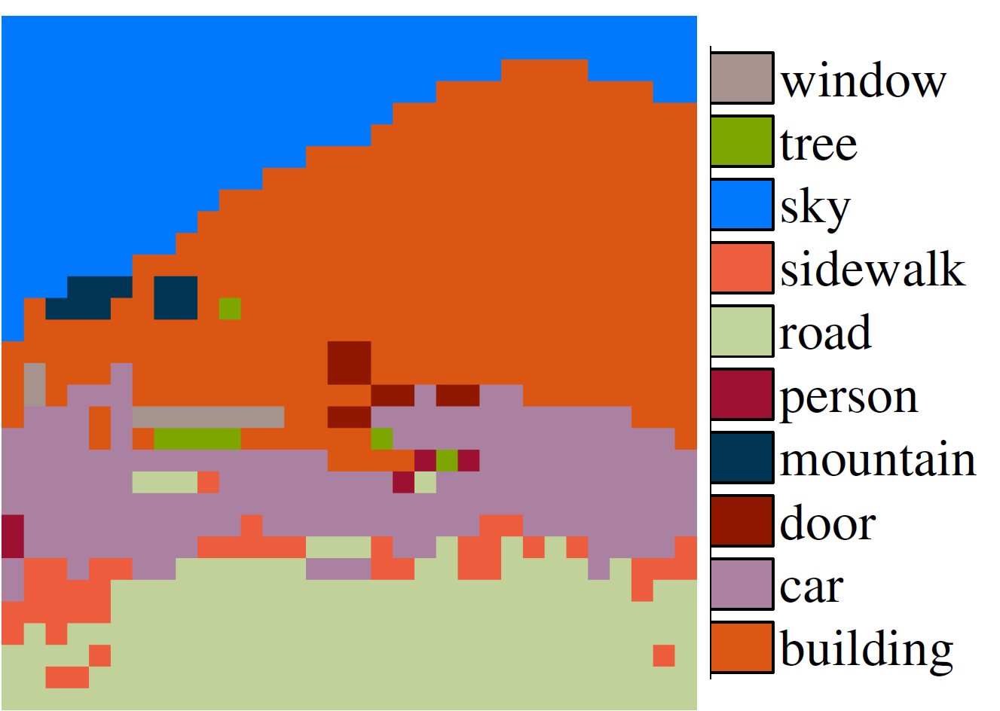 window
tree
sky
sidewalk
road
person
mountain
door
car
building